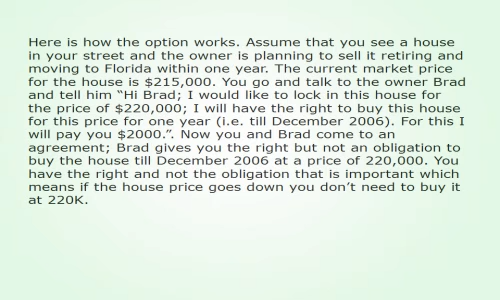 Here is how the option works. Assume that you see a house
in your street and the owner is planning to sell it retiring and
moving to Florida within one year. The current market price
for the house is $215,000. You go and talk to the owner Brad
and tell him “Hi Brad; I would like to lock in this house for
the price of $220,000; I will have the right to buy this house
for this price for one year (i.e. till December 2006). For this I
will pay you $2000.”. Now you and Brad come to an
agreement; Brad gives you the right but not an obligation to
buy the house till December 2006 at a price of 220,000. You
have the right and not the obligation that is important which
means if the house price goes down you don’t need to buy it
at 220K.